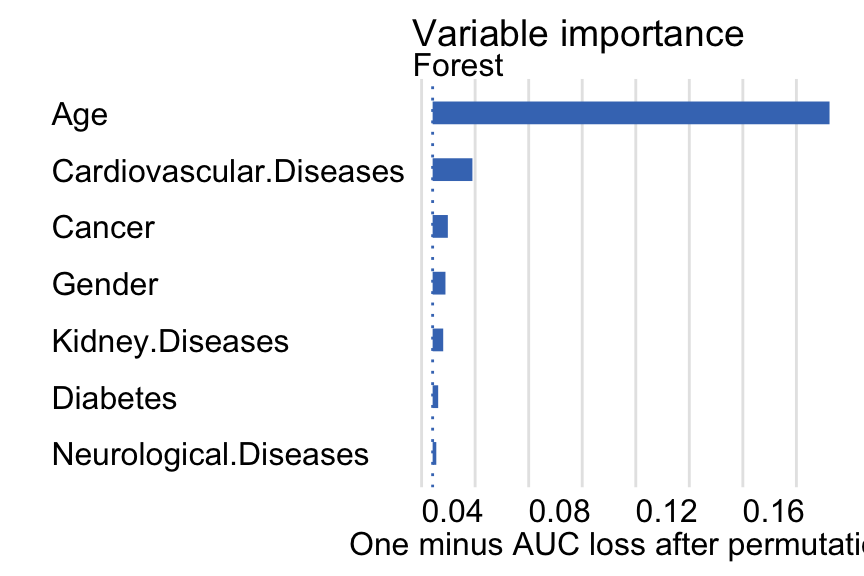 Variable importance
Forest
Age
Cardiovascular.Diseases
Cancer
Gender
Kidney.Diseases
Diabetes
Neurological.Diseases
0.04 0.08 0.12 0.16
One minus AUC loss after